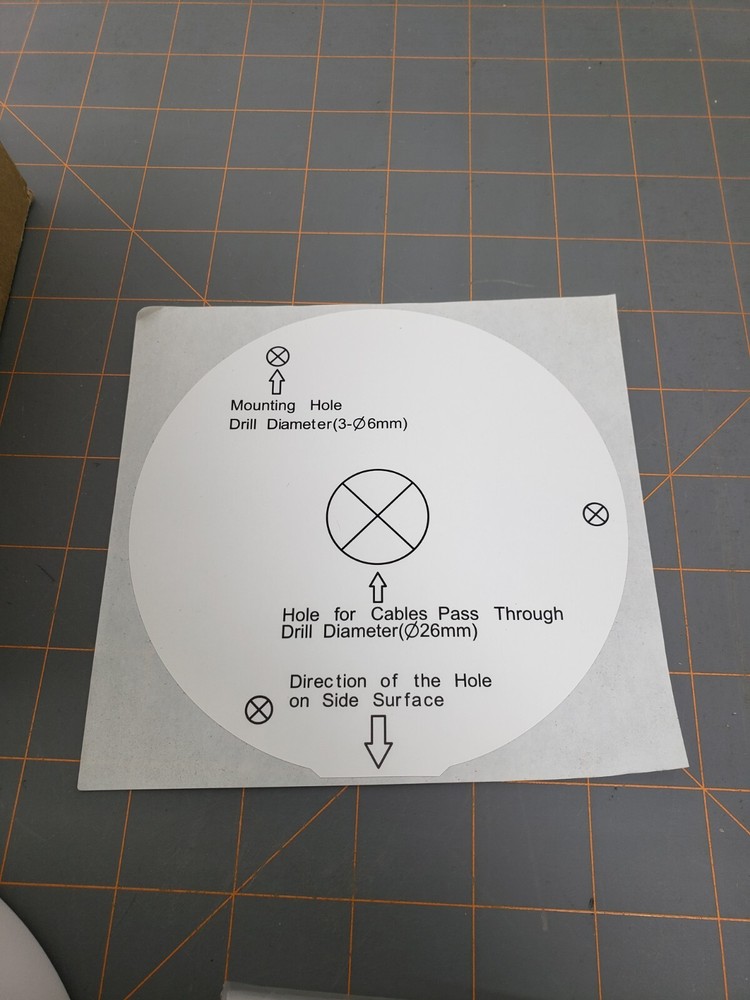 Mounting Hole
Drill Diameter(3-Ø6mm)
Hole for Cables Pass Through
Drill Diameter(Ø26mm)
Direction of the Hole
on Side Surface